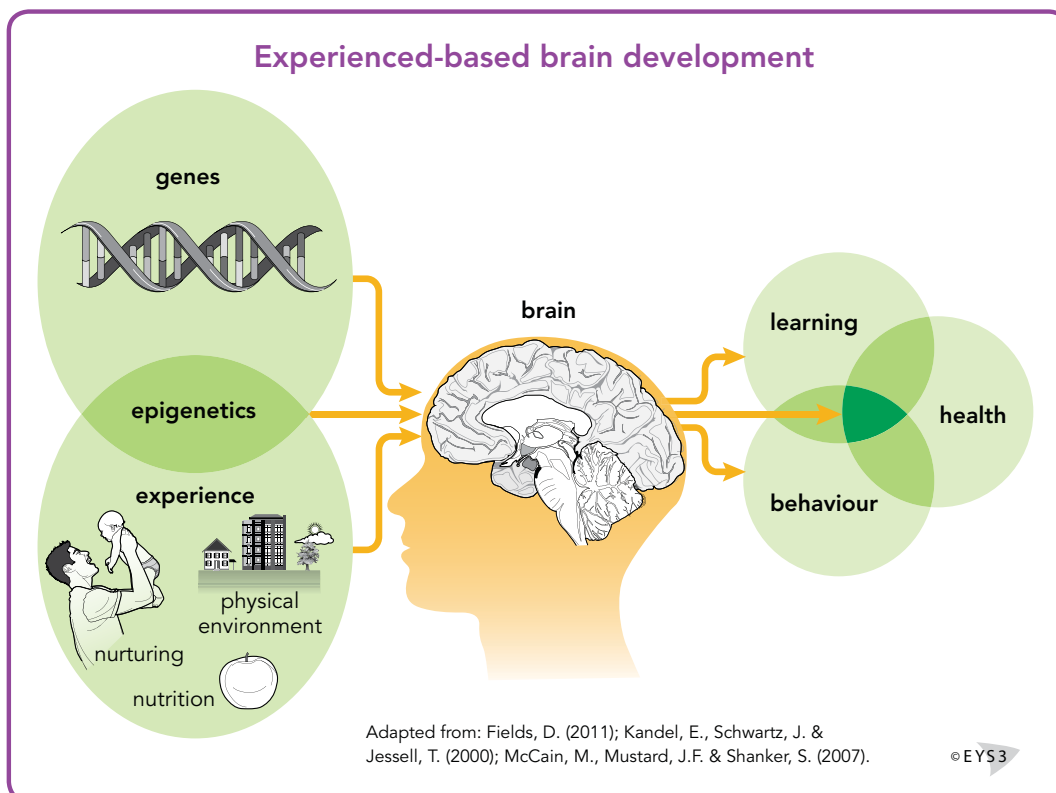 Experienced-based brain development
genes
epigenetics
experience
physical
environment
nurturing
nutrition
brain
learning
health
behaviour
Adapted from: Fields, D. (2011); Kandel, E., Schwartz, J. &
Jessell, T. (2000); McCain, M., Mustard, J.F. & Shanker, S. (2007).
©EYS3